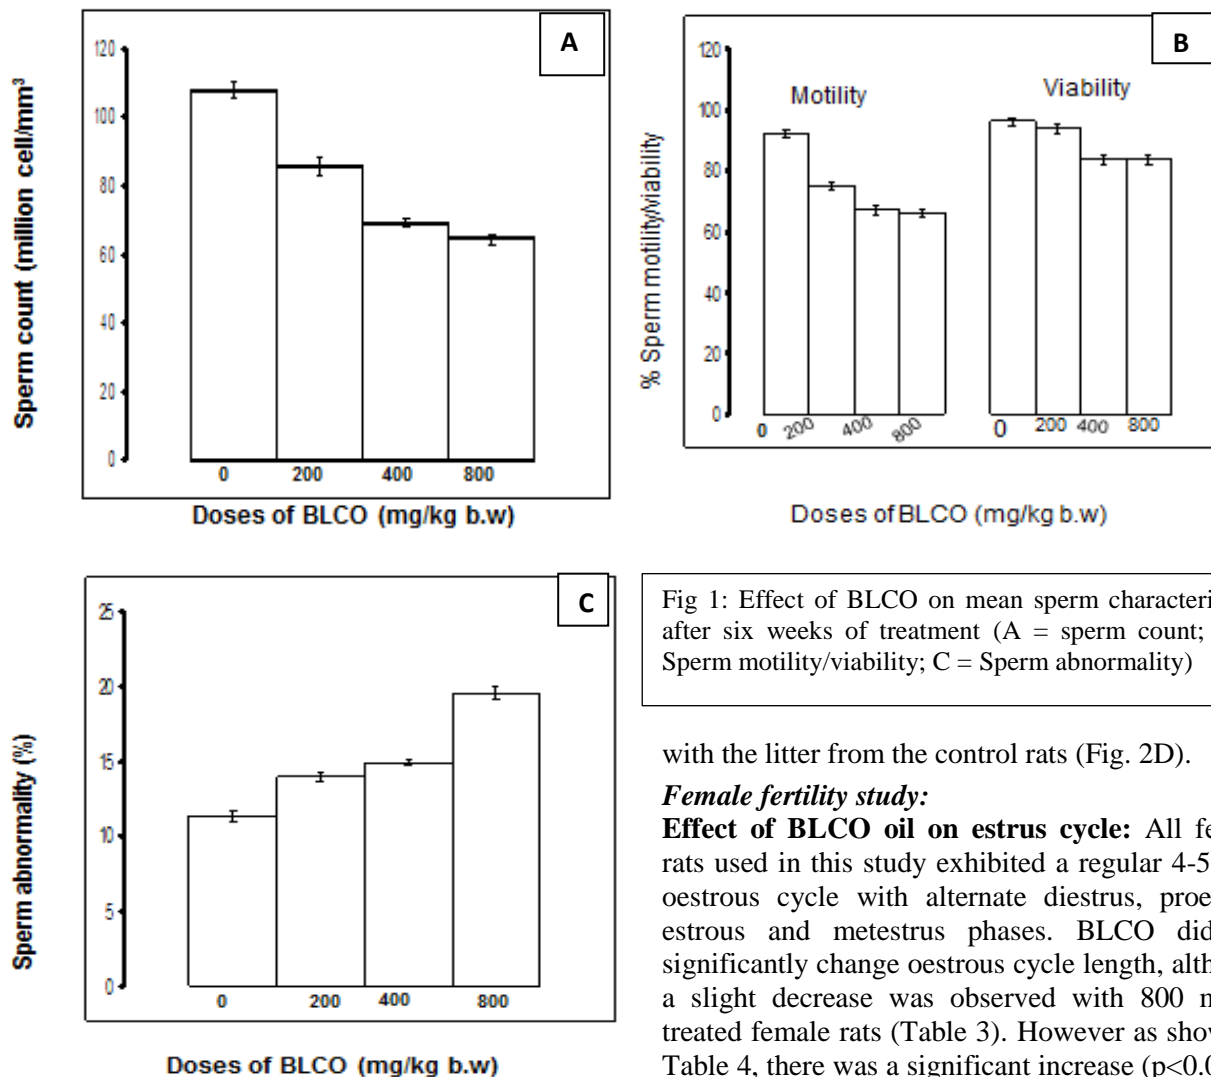 A
120
100
80
60
40
20
0
Sperm count (million cell/mm³
0 200 400 800
Doses of BLCO (mg/kg b.w)
B
120
100
80
60
40
20
0
% Sperm motility/viability
Motility
Viability
0 200 400 800
0 200 400 800
Doses of BLCO (mg/kg b.w)
C
25
20
15
10
5
0
Sperm abnormality (%)
0 200 400 800
Doses of BLCO (mg/kg b.w)
Fig 1: Effect of BLCO on mean sperm characteri
after six weeks of treatment (A = sperm count;
Sperm motility/viability; C = Sperm abnormality)
with the litter from the control rats (Fig. 2D).
Female fertility study:
Effect of BLCO oil on estrus cycle: All fe
rats used in this study exhibited a regular 4-5
oestrous cycle with alternate diestrus, proe
estrous and metestrus phases. BLCO did
significantly change oestrous cycle length, alth
a slight decrease was observed with 800 m
treated female rats (Table 3). However as show
Table 4, there was a significant increase (p<0.0